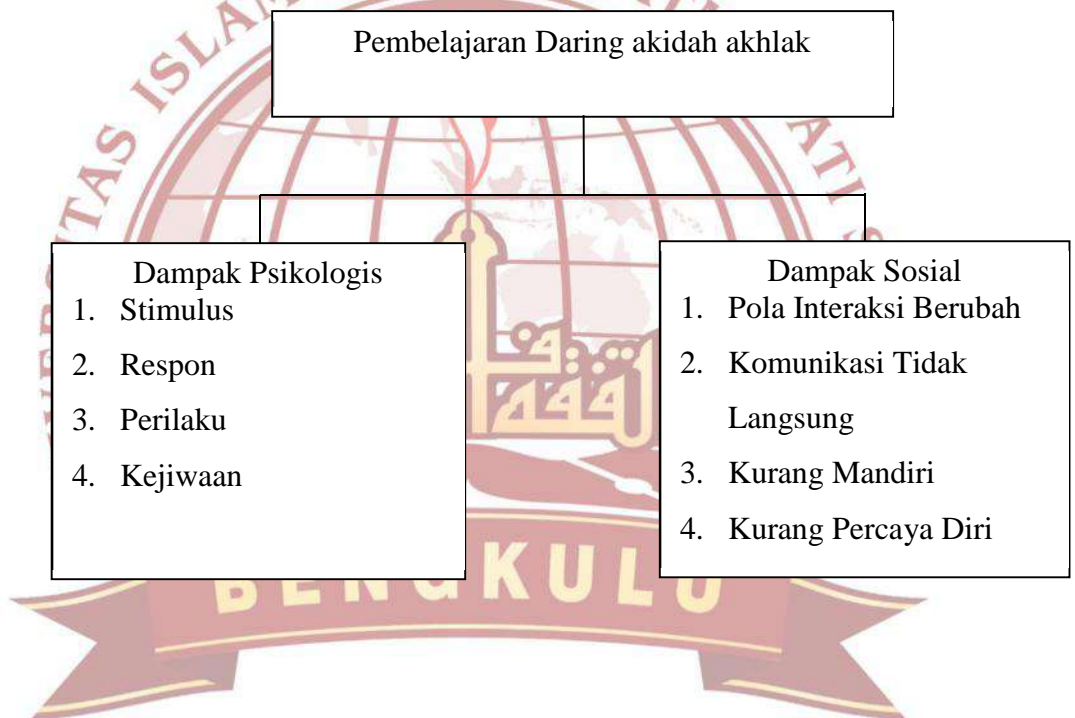 Pembelajaran Daring akidah akhlak
Dampak Psikologis
1. Stimulus
2. Respon
3. Perilaku
4. Kejiwaan
Dampak Sosial
1. Pola Interaksi Berubah
2. Komunikasi Tidak
Langsung
3. Kurang Mandiri
4. Kurang Percaya Diri
BENGKULU